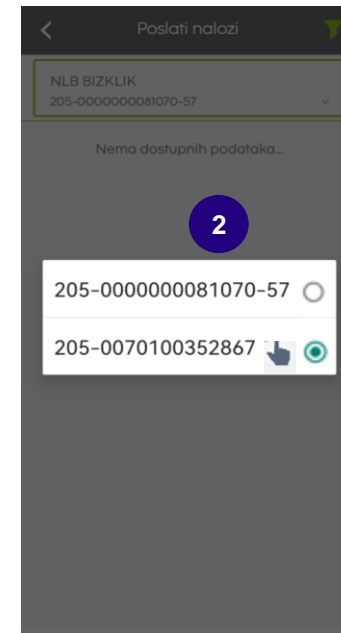 Poslati nalozi
NLB BIZKLIK
205-0000000081070-57
Nema dostupnih podataka...
2
205-0000000081070-57
205-0070100352867